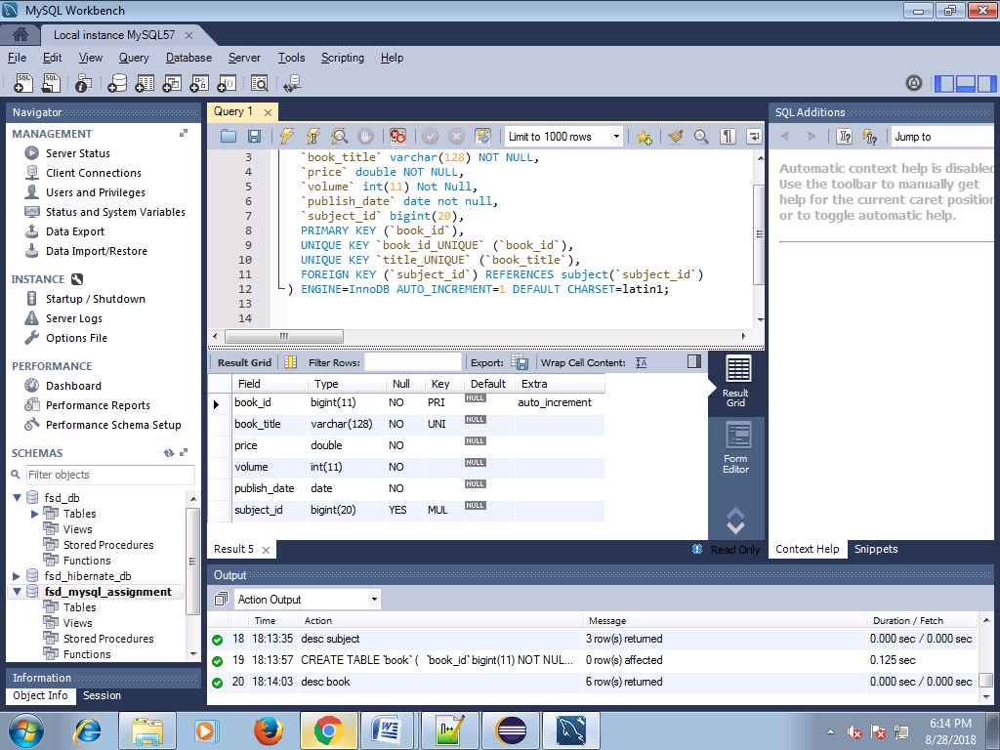 MySQL Workbench
Local instance MySQL57
File Edit View Query Database Server Tools Scripting Help
Navigator
MANAGEMENT
Server Status
Client Connections
Users and Privileges
Status and System Variables
Data Export
Data Import/Restore
INSTANCE
Startup / Shutdown
Server Logs
Options File
PERFORMANCE
Dashboard
Performance Reports
Performance Schema Setup
SCHEMAS
Filter objects
fsd_db
Tables
Views
Stored Procedures
Functions
fsd_hibernate_db
fsd_mysql_assignment
Tables
Views
Stored Procedures
Functions
Information
Object Info Session
Query 1
Limit to 1000 rows
3 `book_title` varchar(128) NOT NULL,
4 `price` double NOT NULL,
5 `volume` int(11) Not Null,
6 `publish_date` date not null,
7 `subject_id` bigint(20),
8 PRIMARY KEY (`book_id`),
9 UNIQUE KEY `book_id_UNIQUE` (`book_id`),
10 UNIQUE KEY `title_UNIQUE` (`book_title`),
11 FOREIGN KEY (`subject_id`) REFERENCES subject(`subject_id`)
12 ) ENGINE=InnoDB AUTO_INCREMENT=1 DEFAULT CHARSET=latin1;
13
14
Result Grid Filter Rows: Export: Wrap Cell Content:
Field Type Null Key Default Extra
book_id bigint(11) NO PRI NULL auto_increment
book_title varchar(128) NO UNI NULL
price double NO NULL
volume int(11) NO NULL
publish_date date NO NULL
subject_id bigint(20) YES MUL NULL
Result Grid
Form Editor
Result 5
Read Only
SQL Additions
Jump to
Automatic context help is disabled
Use the toolbar to manually get
help for the current caret position
or to toggle automatic help.
Context Help Snippets
Output
Action Output
Time Action Message Duration / Fetch
18 18:13:35 desc subject 3 row(s) returned 0.000 sec / 0.000 sec
19 18:13:57 CREATE TABLE `book` ( `book_id` bigint(11) NOT NUL... 0 row(s) affected 0.125 sec
20 18:14:03 desc book 6 row(s) returned 0.000 sec / 0.000 sec
6:14 PM
8/28/2018